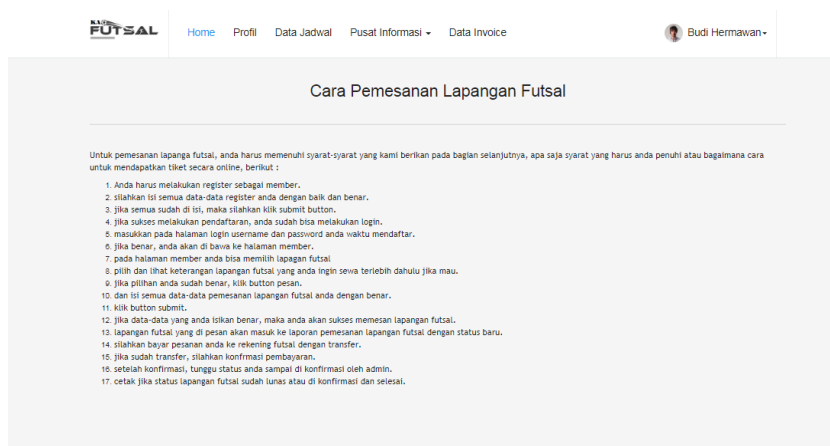 FUTSAL
Home Profil Data Jadwal Pusat Informasi Data Invoice Budi Hermawan
Cara Pemesanan Lapangan Futsal
Untuk pemesanan lapanga futsal, anda harus memenuhi syarat-syarat yang kami berikan pada bagian selanjutnya, apa saja syarat yang harus anda penuhi atau bagaimana cara
untuk mendapatkan tiket secara online, berikut :
1. Anda harus melakukan register sebagai member.
2. silahkan isi semua data-data register anda dengan baik dan benar.
3. jika semua sudah di isi, maka silahkan klik submit button.
4. jika sukses melakukan pendaftaran, anda sudah bisa melakukan login.
5. masukkan pada halaman login username dan password anda waktu mendaftar.
6. jika benar, anda akan di bawa ke halaman member.
7. pada halaman member anda bisa memilih lapagan futsal
8. pilih dan lihat keterangan lapangan futsal yang anda ingin sewa terlebih dahulu jika mau.
9. jika pilihan anda sudah benar, klik button pesan.
10. dan isi semua data-data pemesanan lapangan futsal anda dengan benar.
11. klik button submit.
12. jika data-data yang anda isikan benar, maka anda akan sukses memesan lapangan futsal.
13. lapangan futsal yang di pesan akan masuk ke laporan pemesanan lapangan futsal dengan status baru.
14. silahkan bayar pesanan anda ke rekening futsal dengan transfer.
15. jika sudah transfer, silahkan konfrmasi pembayaran.
16. setelah konfirmasi, tunggu status anda sampai di konfirmasi oleh admin.
17. cetak jika status lapangan futsal sudah lunas atau di konfirmasi dan selesai.